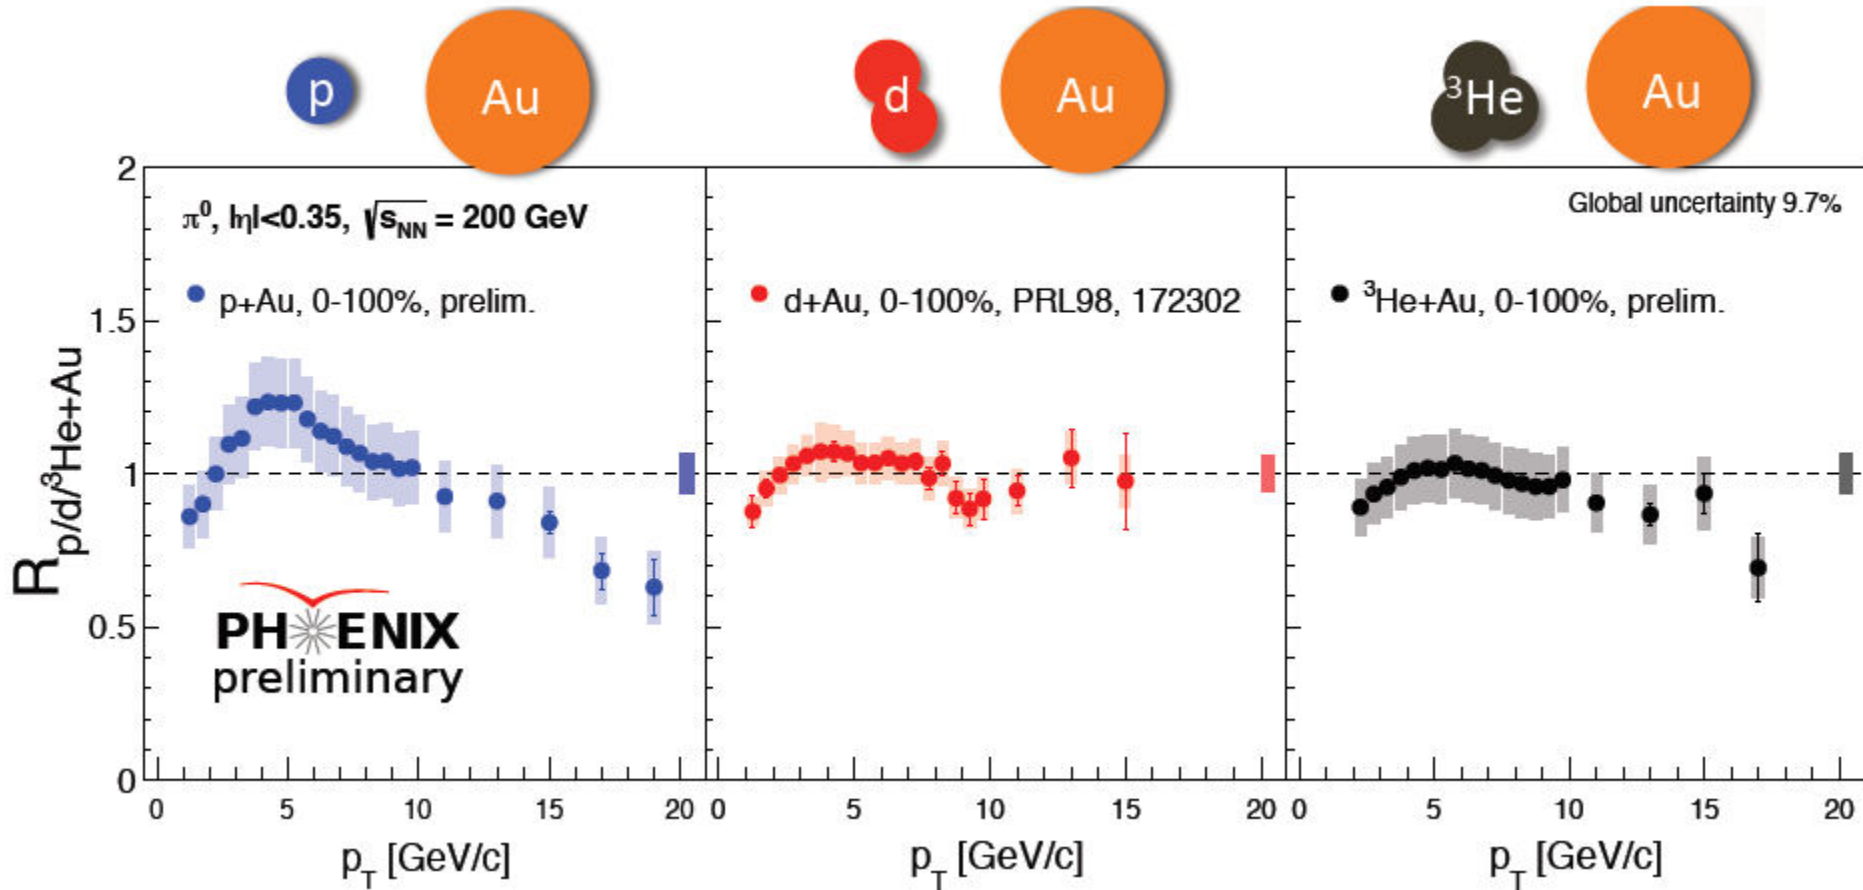 p Au d Au ³He Au
π⁰, |η|<0.35, √s_NN = 200 GeV
Global uncertainty 9.7%
p+Au, 0-100%, prelim.
d+Au, 0-100%, PRL98, 172302
³He+Au, 0-100%, prelim.
R_p/d/³He+Au
2
1.5
1
0.5
0
PHENIX
preliminary
0 5 10 15 20 0 5 10 15 20 0 5 10 15 20
p_T [GeV/c] p_T [GeV/c] p_T [GeV/c]